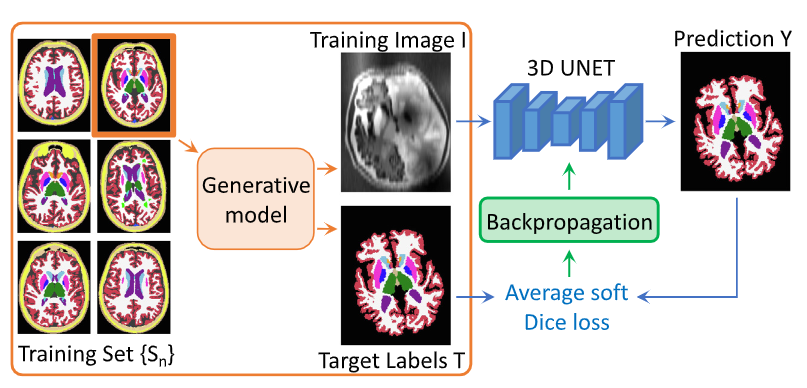 Training Image I
Prediction Y
3D UNET
Generative
model
Backpropagation
Average soft
Dice loss
Training Set {Sₙ}
Target Labels T